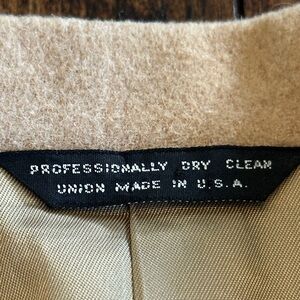 PROFESSIONALLY DRY CLEAN
UNION MADE IN U.S.A.